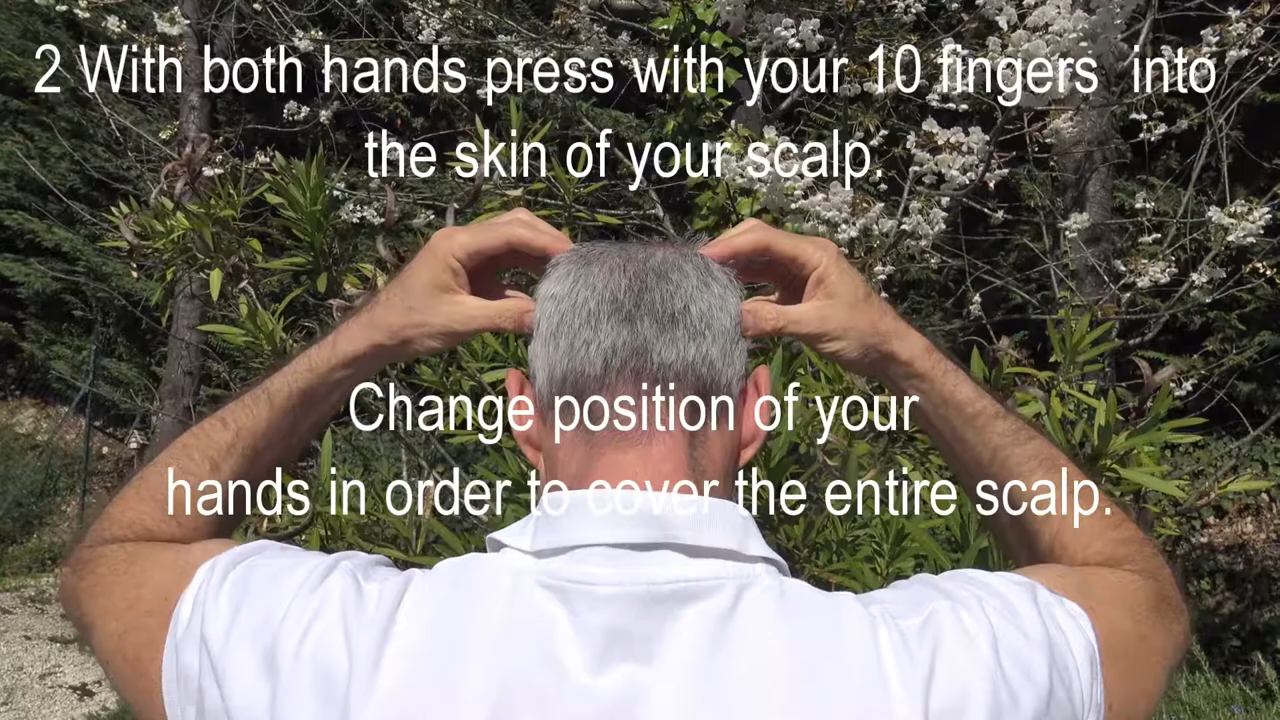 2 With both hands press with your 10 fingers  into
the skin of your scalp.
Change position of your
hands in order to cover the entire scalp.